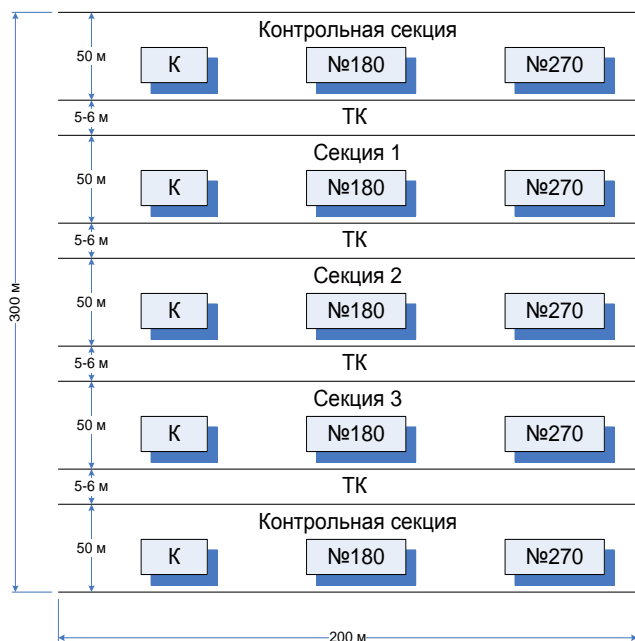 Контрольная секция
50 м
К
№180
№270
5-6 м
ТК
Секция 1
50 м
К
№180
№270
5-6 м
ТК
Секция 2
50 м
К
№180
№270
300 м
5-6 м
ТК
Секция 3
50 м
К
№180
№270
5-6 м
ТК
Контрольная секция
50 м
К
№180
№270
200 м